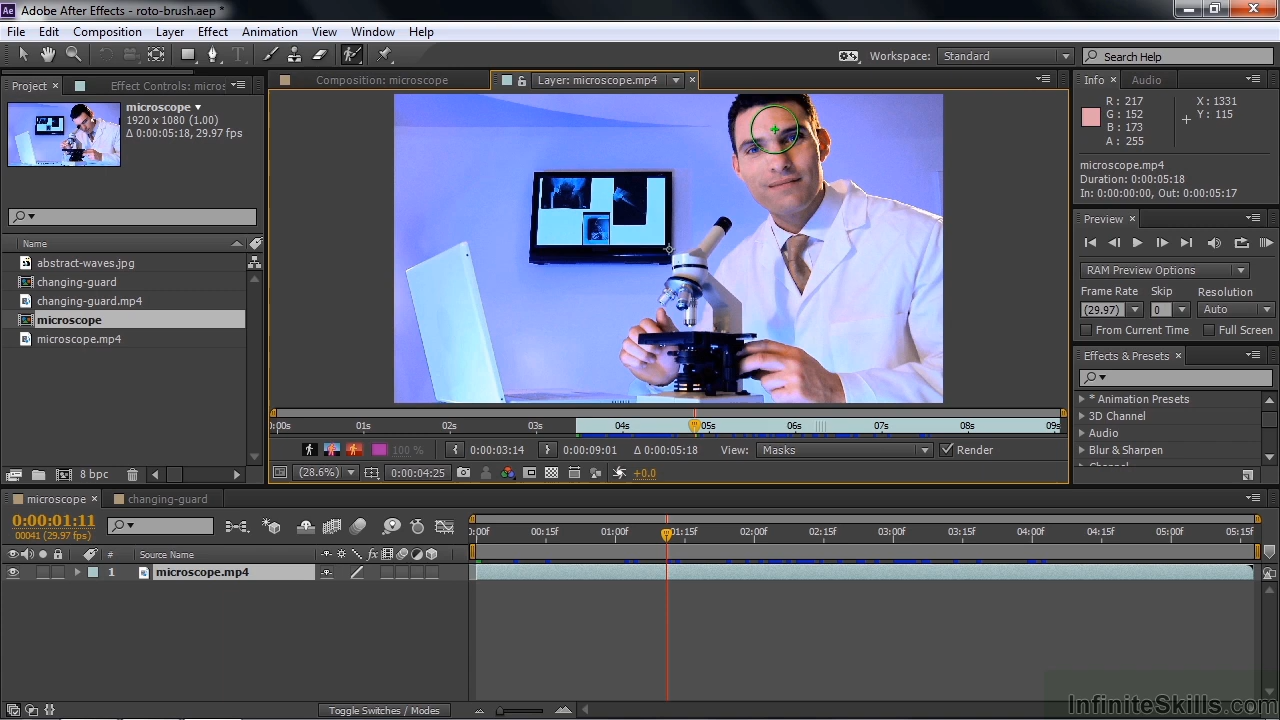 Adobe After Effects - roto-brush.aep *
File Edit Composition Layer Effect Animation View Window Help
Workspace: Standard Search Help
Project × Effect Controls: micros
Composition: microscope
Layer: microscope.mp4 ×
Info × Audio
microscope
1920 x 1080 (1.00)
Δ 0:00:05:18, 29.97 fps
R: 217
G: 152
B: 173
A: 255
X: 1331
Y: 115
microscope.mp4
Duration: 0:00:05:18
In: 0:00:00:00, Out: 0:00:05:17
Preview ×
RAM Preview Options
Frame Rate Skip Resolution
(29.97) 0 Auto
From Current Time Full Screen
Effects & Presets ×
* Animation Presets
3D Channel
Audio
Blur & Sharpen
Name
abstract-waves.jpg
changing-guard
changing-guard.mp4
microscope
microscope.mp4
8 bpc
0:00s 01s 02s 03s 04s 05s 06s 07s 08s 09s
100 % 0:00:03:14 0:00:09:01 Δ 0:00:05:18 View: Masks Render
(28.6%) 0:00:04:25 +0.0
microscope × changing-guard
0:00:01:11
00041 (29.97 fps)
0:00f 00:15f 01:00f 01:15f 02:00f 02:15f 03:00f 03:15f 04:00f 04:15f 05:00f 05:15f
# Source Name
1 microscope.mp4
Toggle Switches / Modes
InfiniteSkills.com